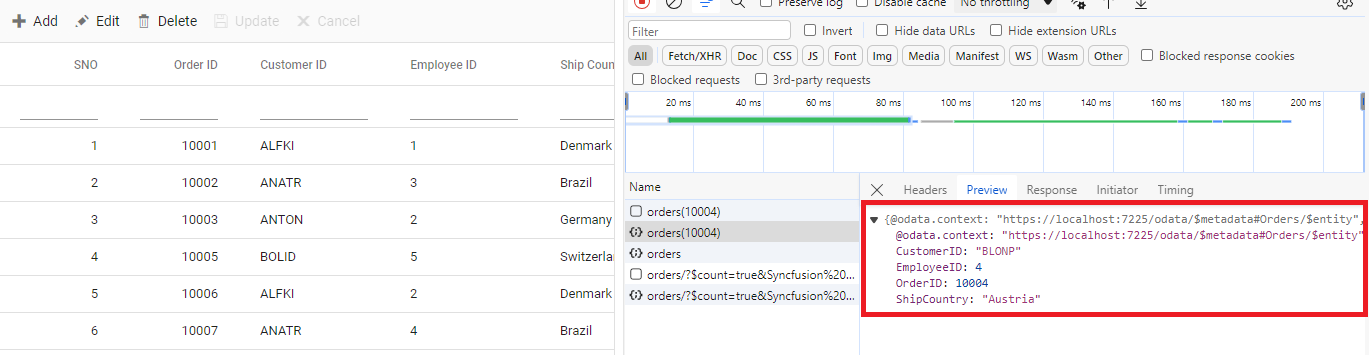 Add Edit Delete Update Cancel
SNO Order ID Customer ID Employee ID Ship Coun
1 10001 ALFKI 1 Denmark
2 10002 ANATR 3 Brazil
3 10003 ANTON 2 Germany
4 10005 BOLID 5 Switzerla
5 10006 ALFKI 2 Denmark
6 10007 ANATR 4 Brazil
Preserve log Disable cache No throttling
Filter Invert Hide data URLs Hide extension URLs
All Fetch/XHR Doc CSS JS Font Img Media Manifest WS Wasm Other Blocked response cookies
Blocked requests 3rd-party requests
20 ms 40 ms 60 ms 80 ms 100 ms 120 ms 140 ms 160 ms 180 ms 200 ms
Name
orders(10004)
orders(10004)
orders
orders/?$count=true&Syncfusion%20...
orders/?$count=true&Syncfusion%20...
Headers Preview Response Initiator Timing
{@odata.context: "https://localhost:7225/odata/$metadata#Orders/$entity",
@odata.context: "https://localhost:7225/odata/$metadata#Orders/$entity"
CustomerID: "BLONP"
EmployeeID: 4
OrderID: 10004
ShipCountry: "Austria"